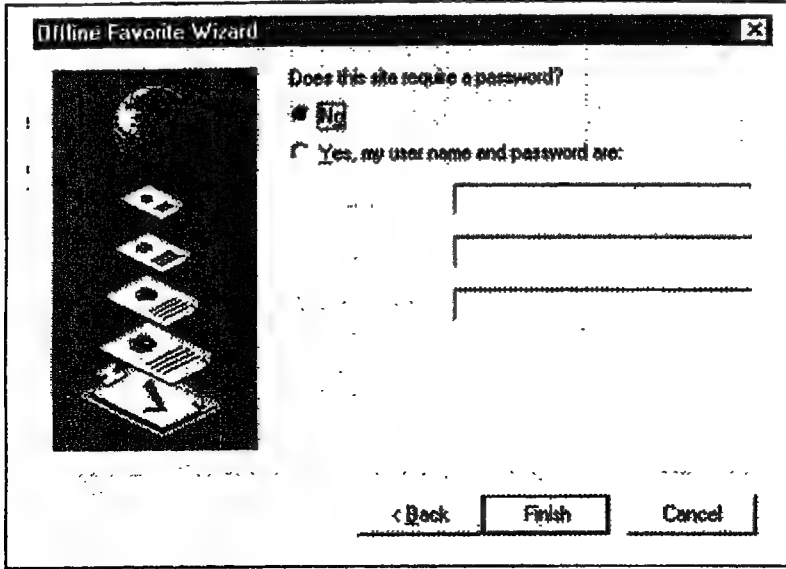 Offline Favorite Wizard
Does this site require a password?
No
Yes, my user name and password are:
< Back Finish Cancel